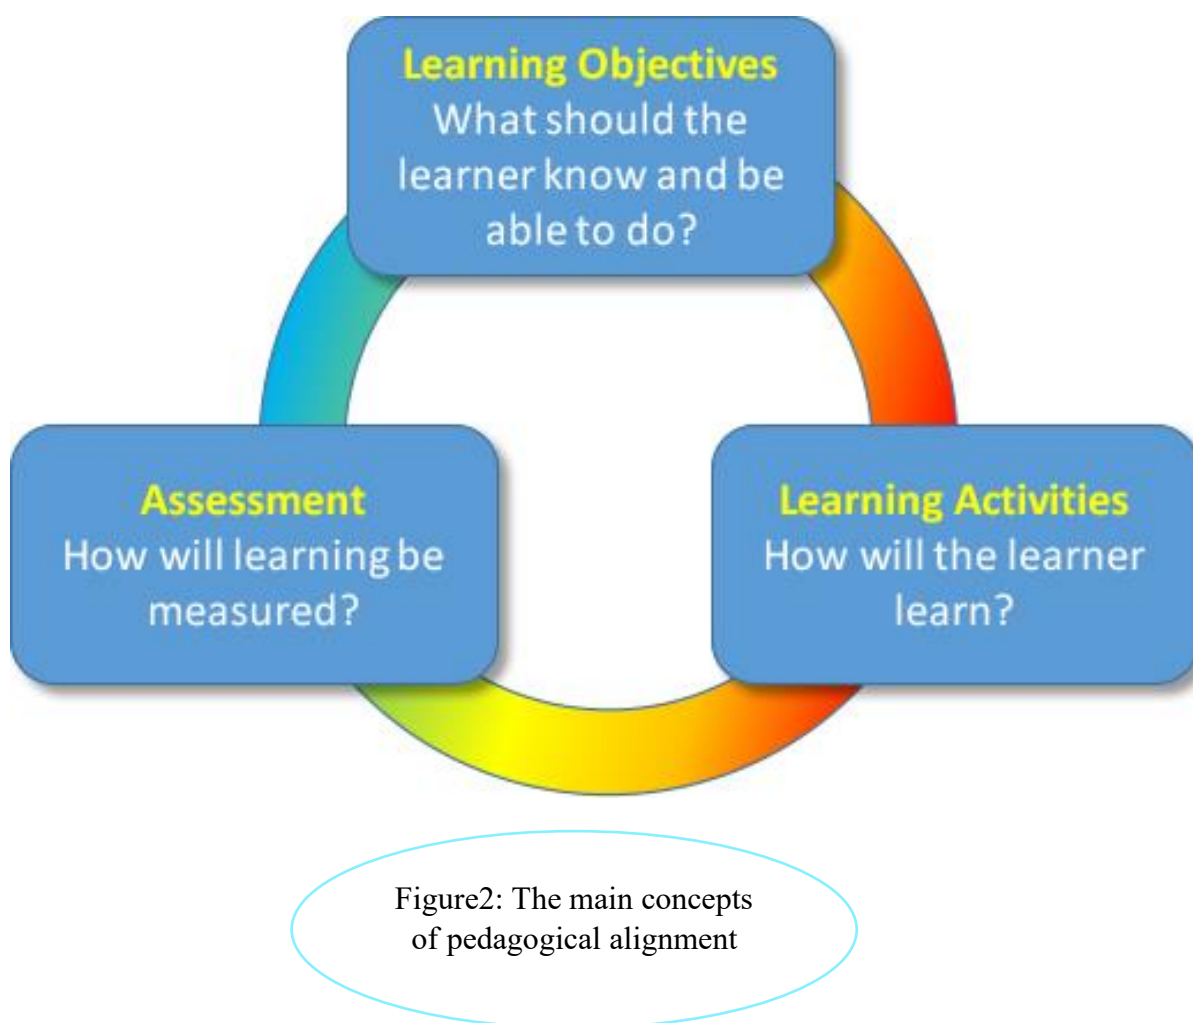 Learning Objectives
What should the
learner know and be
able to do?
Assessment
How will learning be
measured?
Learning Activities
How will the learner
learn?
Figure2: The main concepts
of pedagogical alignment